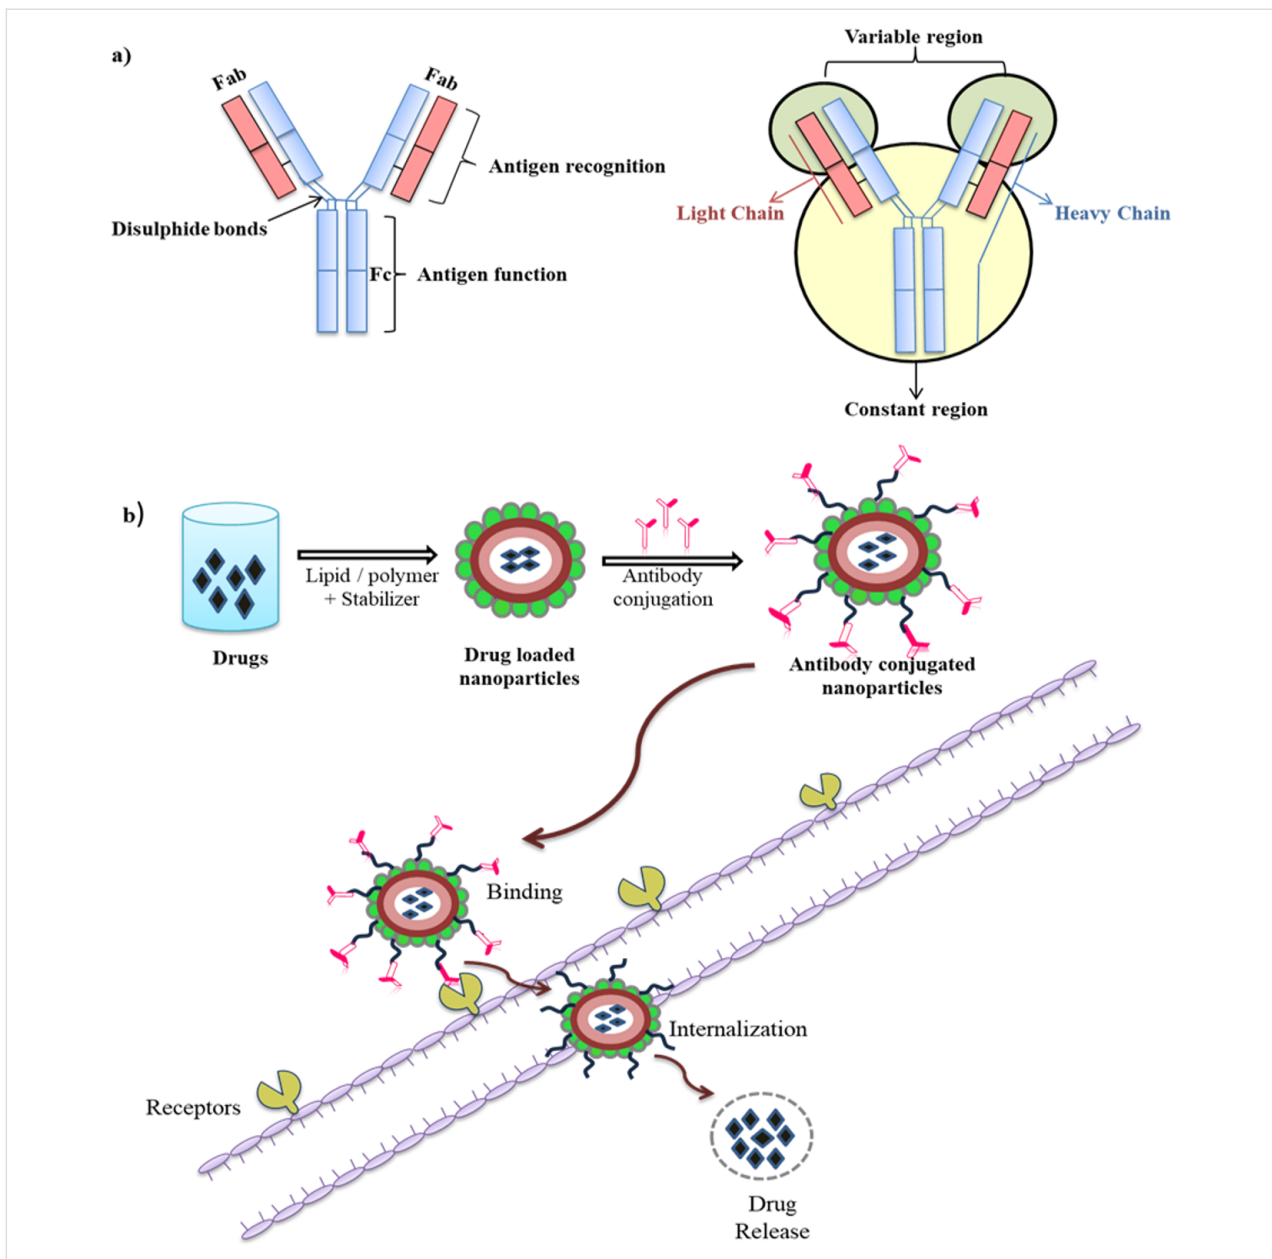 a)
Fab
Fab
Antigen recognition
Disulphide bonds
Fc
Antigen function
Variable region
Light Chain
Heavy Chain
Constant region
b)
Drugs
Lipid / polymer
+ Stabilizer
Drug loaded
nanoparticles
Antibody
conjugation
Antibody conjugated
nanoparticles
Binding
Internalization
Receptors
Drug
Release